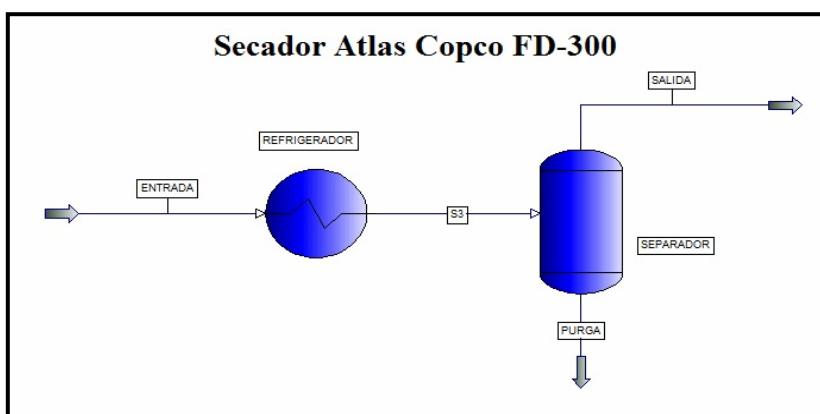 Secador Atlas Copco FD-300
SALIDA
REFRIGERADOR
ENTRADA
S3
SEPARADOR
PURGA